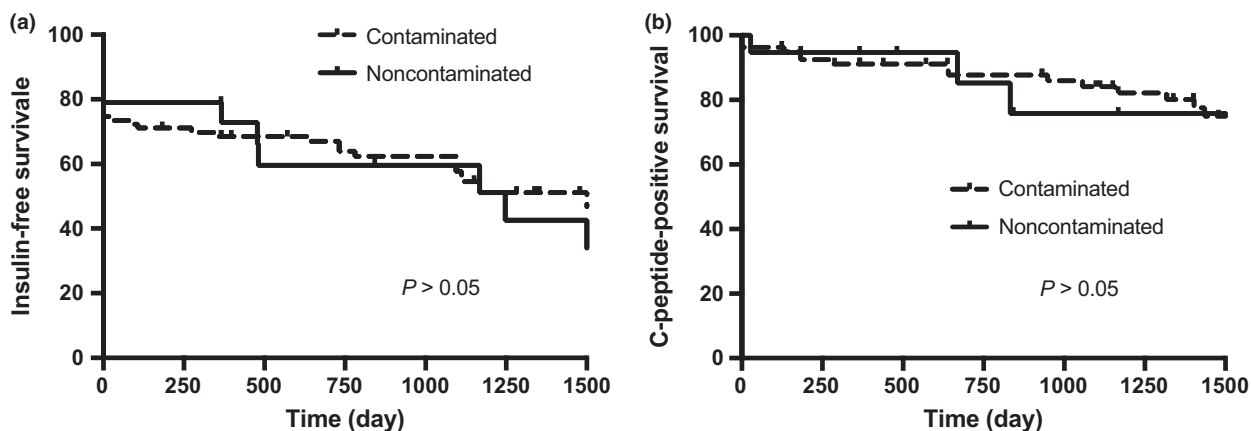 (a)
100
80
60
40
20
0
Insulin-free survivale
Contaminated
Noncontaminated
P > 0.05
0 250 500 750 1000 1250 1500
Time (day)
(b)
100
80
60
40
20
0
C-peptide-positive survival
Contaminated
Noncontaminated
P > 0.05
0 250 500 750 1000 1250 1500
Time (day)